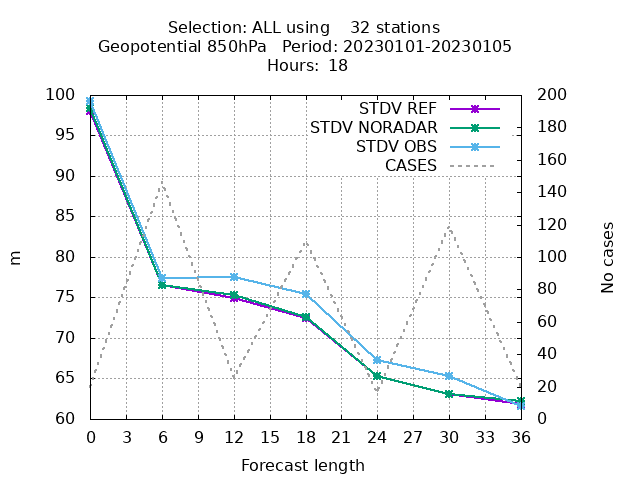 Selection: ALL using    32 stations
Geopotential 850hPa   Period: 20230101-20230105
Hours: 18
100
95
90
85
80
75
70
65
60
200
180
160
140
120
100
80
60
40
20
0
STDV REF
STDV NORADAR
STDV OBS
CASES
m
No cases
0 3 6 9 12 15 18 21 24 27 30 33 36
Forecast length